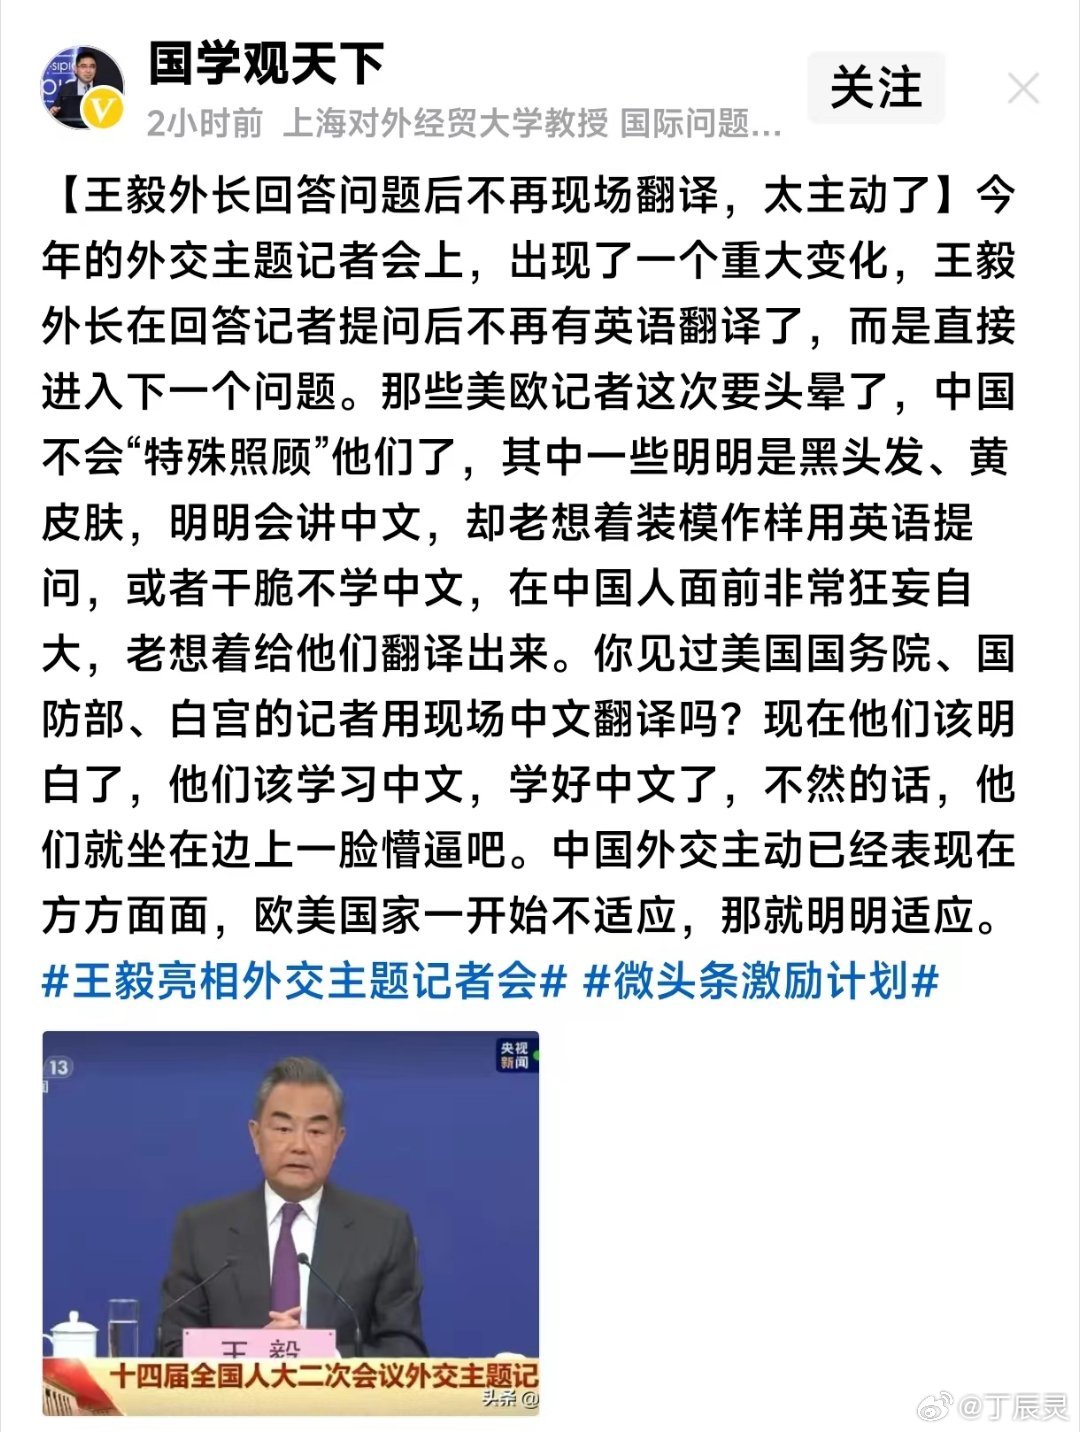 国学观天下
关注
2小时前 上海对外经贸大学教授 国际问题...
【王毅外长回答问题后不再现场翻译，太主动了】今
年的外交主题记者会上，出现了一个重大变化，王毅
外长在回答记者提问后不再有英语翻译了，而是直接
进入下一个问题。那些美欧记者这次要头晕了，中国
不会“特殊照顾”他们了，其中一些明明是黑头发、黄
皮肤，明明会讲中文，却老想着装模作样用英语提
问，或者干脆不学中文，在中国人面前非常狂妄自
大，老想着给他们翻译出来。你见过美国国务院、国
防部、白宫的记者用现场中文翻译吗？现在他们该明
白了，他们该学习中文，学好中文了，不然的话，他
们就坐在边上一脸懵逼吧。中国外交主动已经表现在
方方面面，欧美国家一开始不适应，那就明明适应。
#王毅亮相外交主题记者会# #微头条激励计划#
13
央视
新闻
王毅
十四届全国人大二次会议外交主题记
头条 @
@丁辰灵